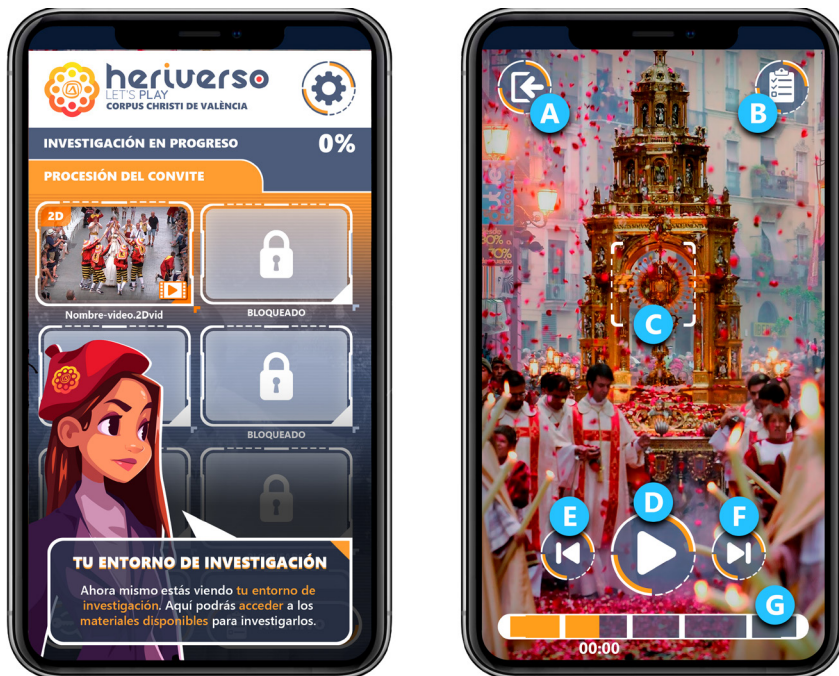 heriverso
LET'S PLAY
CORPUS CHRISTI DE VALÈNCIA
INVESTIGACIÓN EN PROGRESO 0%
PROCESIÓN DEL CONVITE
2D
Nombre-video.2Dvid
BLOQUEADO
BLOQUEADO
TU ENTORNO DE INVESTIGACIÓN
Ahora mismo estás viendo tu entorno de
investigación. Aquí podrás acceder a los
materiales disponibles para investigarlos.
A
B
C
D
E
F
G
00:00